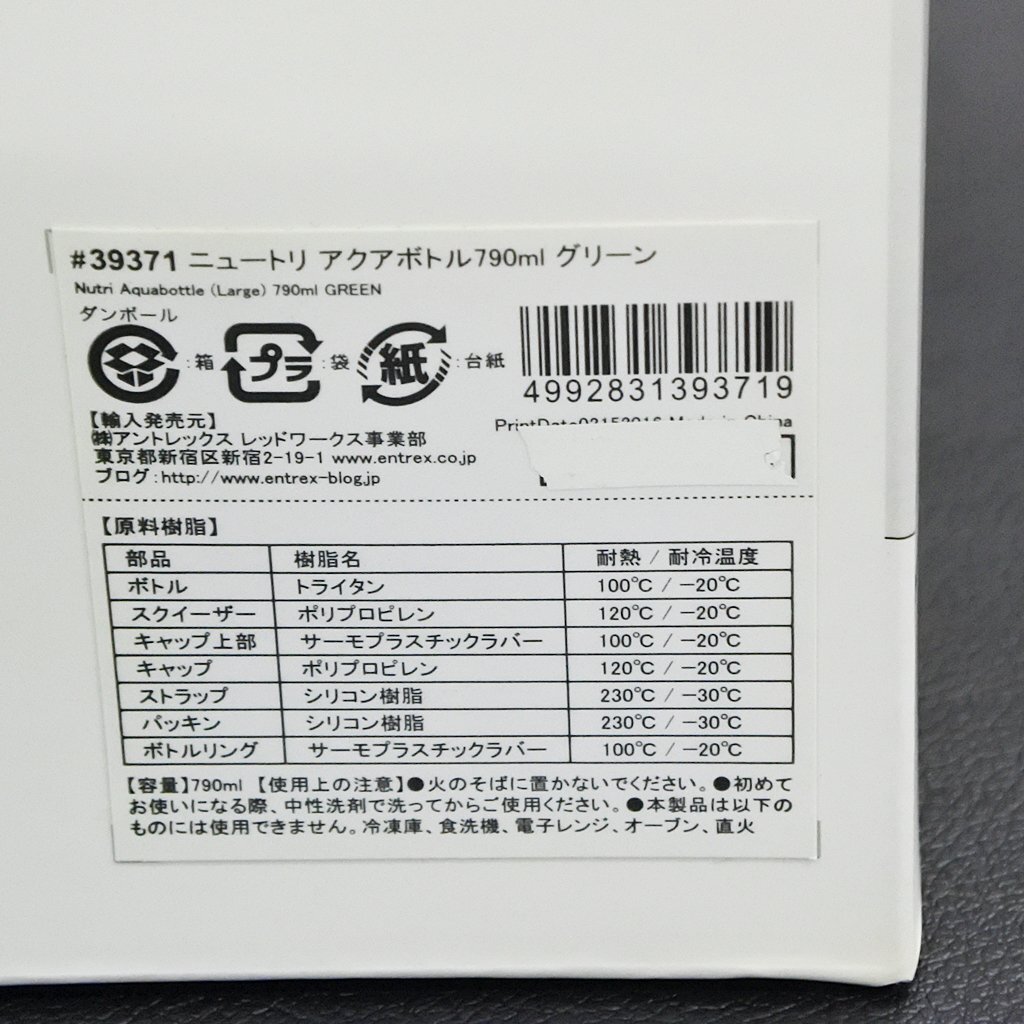 #39371 ニュートリ アクアボトル790ml グリーン
Nutri Aquabottle (Large) 790ml GREEN
ダンボール
:箱 プラ :袋 紙 :台紙
4992831393719
【輸入発売元】
㈱アントレックス レッドワークス事業部
東京都新宿区新宿2-19-1 www.entrex.co.jp
ブログ:http://www.entrex-blog.jp
PrintDate02152016 Made in China
【原料樹脂】
部品 樹脂名 耐熱 / 耐冷温度
ボトル トライタン 100℃ / −20℃
スクイーザー ポリプロピレン 120℃ / −20℃
キャップ上部 サーモプラスチックラバー 100℃ / −20℃
キャップ ポリプロピレン 120℃ / −20℃
ストラップ シリコン樹脂 230℃ / −30℃
パッキン シリコン樹脂 230℃ / −30℃
ボトルリング サーモプラスチックラバー 100℃ / −20℃
【容量】790ml 【使用上の注意】●火のそばに置かないでください。●初めて
お使いになる際、中性洗剤で洗ってからご使用ください。●本製品は以下の
ものには使用できません。冷凍庫、食洗機、電子レンジ、オーブン、直火